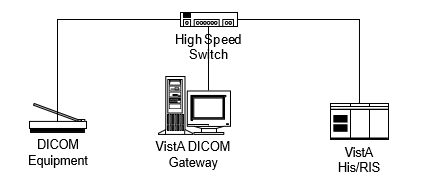 High Speed
Switch
DICOM
Equipment
VistA DICOM
Gateway
VistA
His/RIS